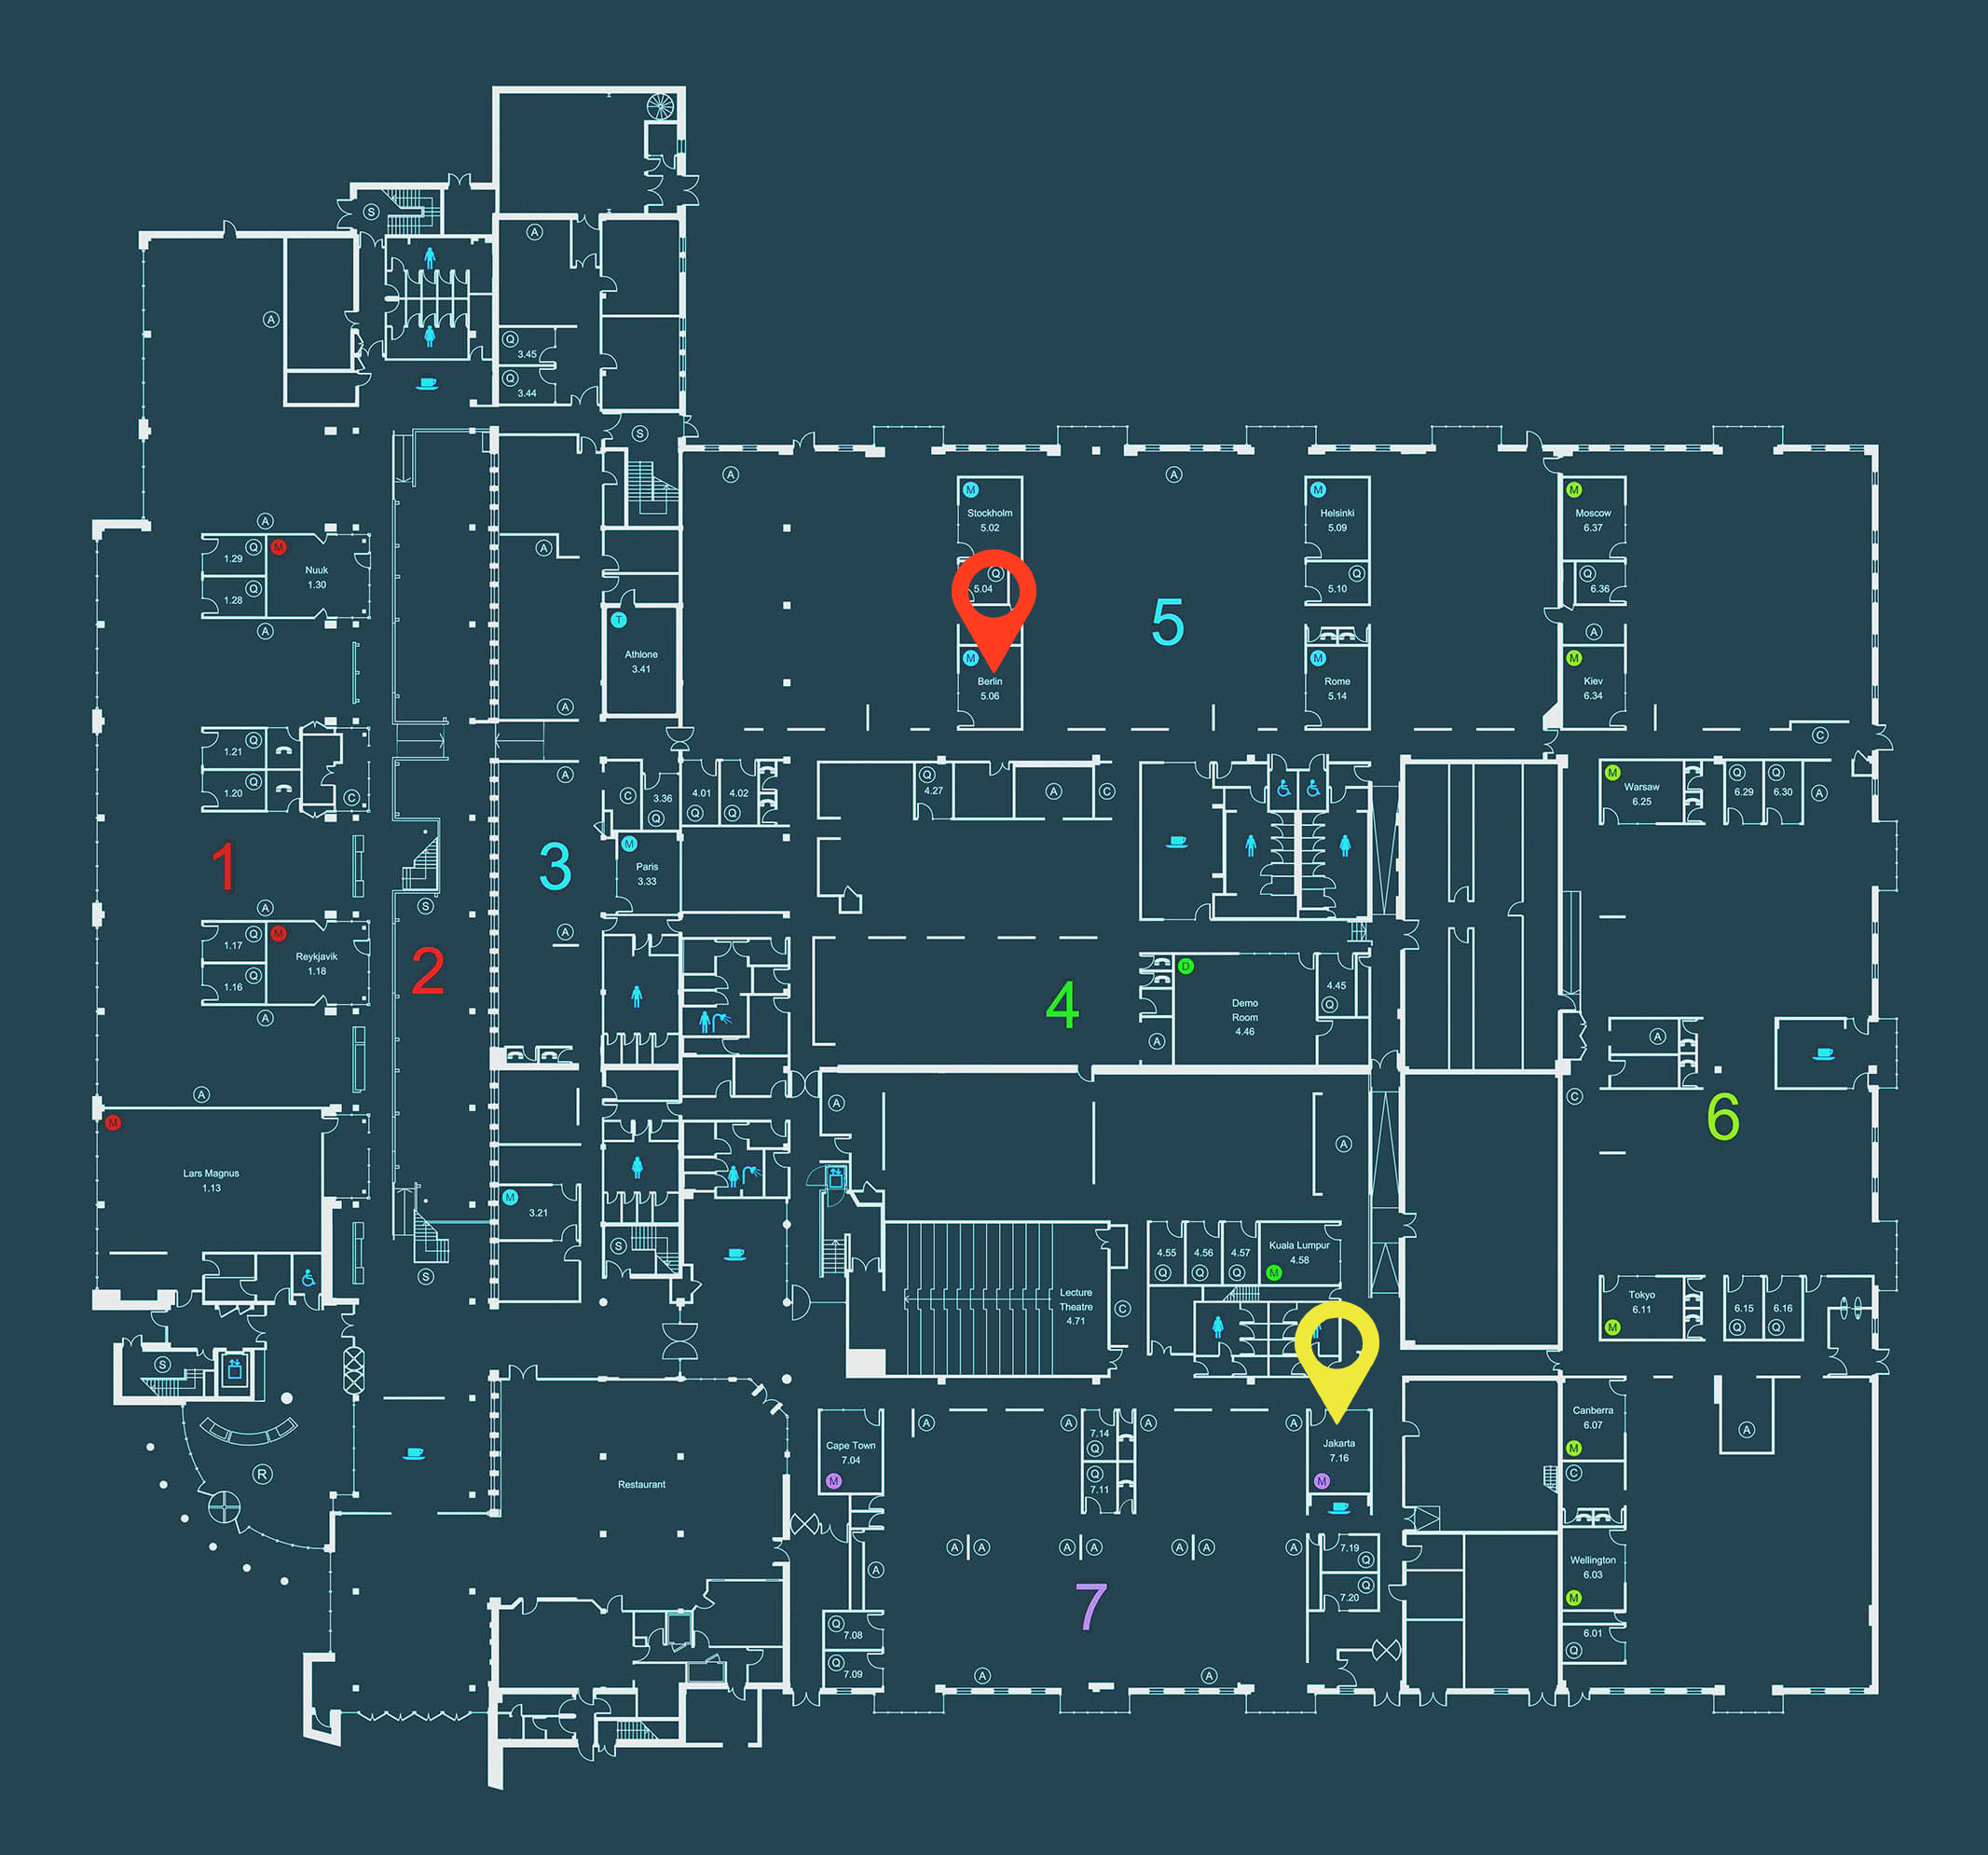 S
A
A
Q
3.45
Q
3.44
S
A
A
M
Stockholm
5.02
M
Helsinki
5.09
M
Moscow
6.37
A
A
1.29
Q
M
Nuuk
1.30
1.28
Q
A
Q
5.04
Q
5.10
Q
6.36
T
Athlone
3.41
5
A
M
Berlin
5.06
M
Rome
5.14
M
Kiev
6.34
A
1.21
Q
1.20
Q
C
A
C
3.36
Q
4.01
Q
4.02
Q
Q
4.27
A
C
C
M
Warsaw
6.25
Q
6.29
Q
6.30
A
1
3
M
Paris
3.33
A
S
A
1.17
Q
M
Reykjavik
1.18
1.16
Q
A
2
4
A
D
Demo
Room
4.46
4.45
Q
A
A
M
Lars Magnus
1.13
A
A
C
6
M
3.21
S
S
4.55
Q
4.56
Q
4.57
Q
Kuala Lumpur
4.58
M
Lecture
Theatre
4.71
C
Tokyo
6.11
M
6.15
Q
6.16
Q
S
R
Restaurant
Cape Town
7.04
M
A
A
7.14
Q
Q
7.11
A
A
Jakarta
7.16
M
Canberra
6.07
M
C
A
A
A
A
A
A
A
A
A
7.19
Q
Q
7.20
Wellington
6.03
M
7
Q
7.08
Q
7.09
A
A
6.01
Q